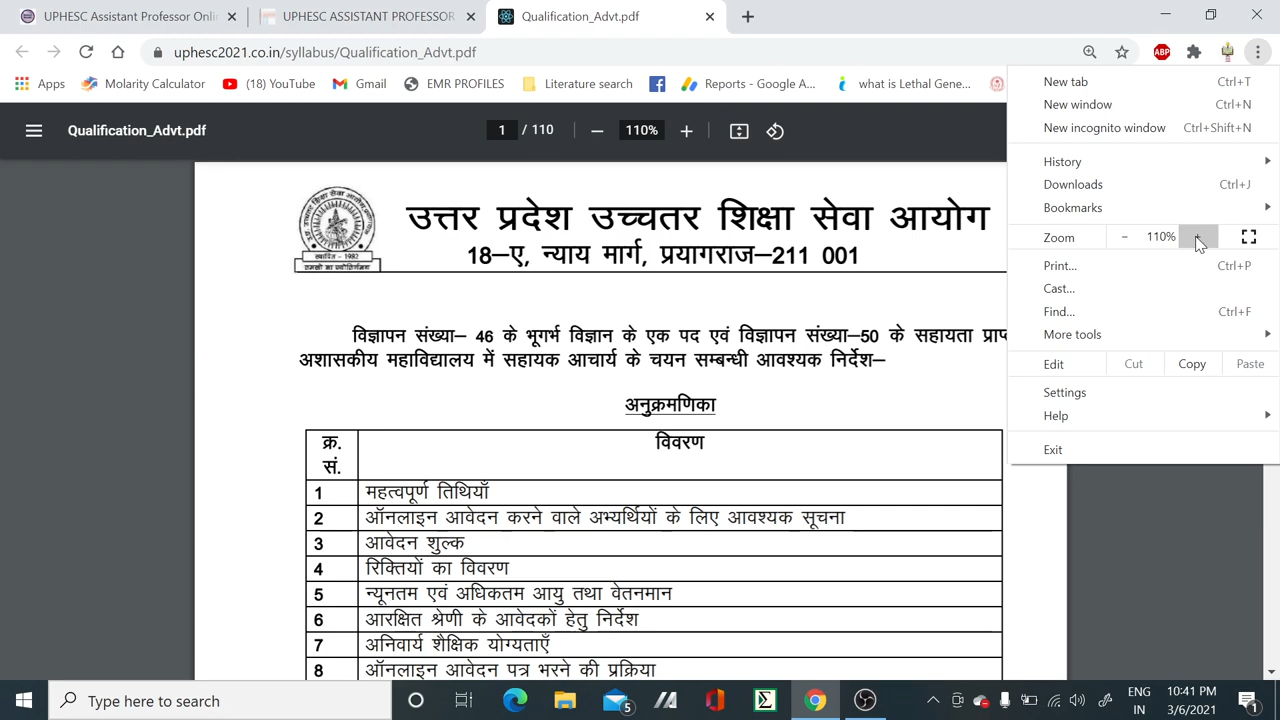 UPHESC Assistant Professor Onli
UPHESC ASSISTANT PROFESSOR
Qualification_Advt.pdf
uphesc2021.co.in/syllabus/Qualification_Advt.pdf
ABP
Apps
Molarity Calculator
(18) YouTube
Gmail
EMR PROFILES
Literature search
Reports - Google A...
what is Lethal Gene...
Qualification_Advt.pdf
1 / 110
110%
New tab Ctrl+T
New window Ctrl+N
New incognito window Ctrl+Shift+N
History
Downloads Ctrl+J
Bookmarks
Zoom - 110% +
Print... Ctrl+P
Cast...
Find... Ctrl+F
More tools
Edit Cut Copy Paste
Settings
Help
Exit
उत्तर प्रदेश उच्चतर शिक्षा सेवा आयोग
18-ए, न्याय मार्ग, प्रयागराज-211 001
स्थापित - 1982
विज्ञापन संख्या- 46 के भूगर्भ विज्ञान के एक पद एवं विज्ञापन संख्या-50 के सहायता प्राप्
अशासकीय महाविद्यालय में सहायक आचार्य के चयन सम्बन्धी आवश्यक निर्देश-
अनुक्रमणिका
क्र. सं. विवरण
1 महत्वपूर्ण तिथियाँ
2 ऑनलाइन आवेदन करने वाले अभ्यर्थियों के लिए आवश्यक सूचना
3 आवेदन शुल्क
4 रिक्तियों का विवरण
5 न्यूनतम एवं अधिकतम आयु तथा वेतनमान
6 आरक्षित श्रेणी के आवेदकों हेतु निर्देश
7 अनिवार्य शैक्षिक योग्यताएँ
8 ऑनलाइन आवेदन पत्र भरने की प्रक्रिया
Type here to search
5
ENG
IN
10:41 PM
3/6/2021
1